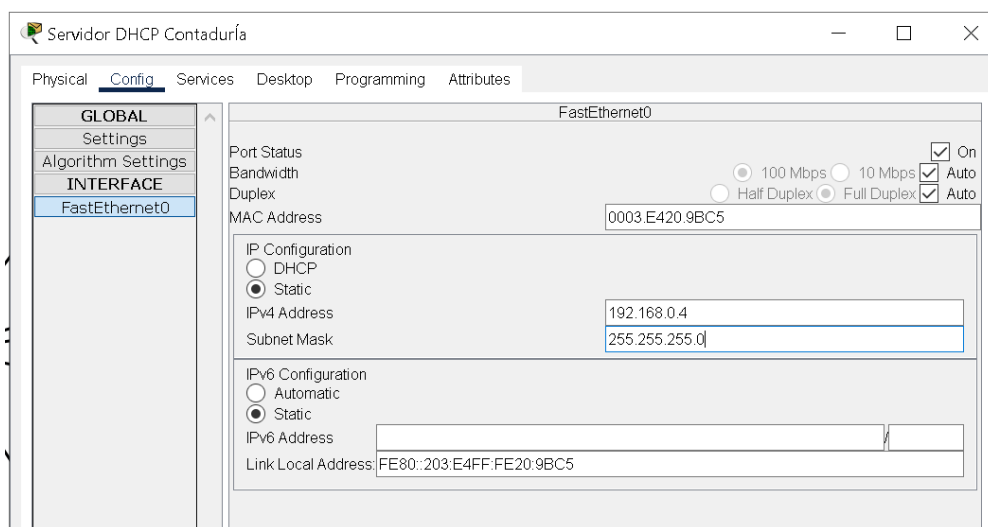 Servidor DHCP Contaduría
Physical Config Services Desktop Programming Attributes
GLOBAL
Settings
Algorithm Settings
INTERFACE
FastEthernet0
FastEthernet0
Port Status On
Bandwidth 100 Mbps 10 Mbps Auto
Duplex Half Duplex Full Duplex Auto
MAC Address 0003.E420.9BC5
IP Configuration
DHCP
Static
IPv4 Address 192.168.0.4
Subnet Mask 255.255.255.0
IPv6 Configuration
Automatic
Static
IPv6 Address /
Link Local Address: FE80::203:E4FF:FE20:9BC5